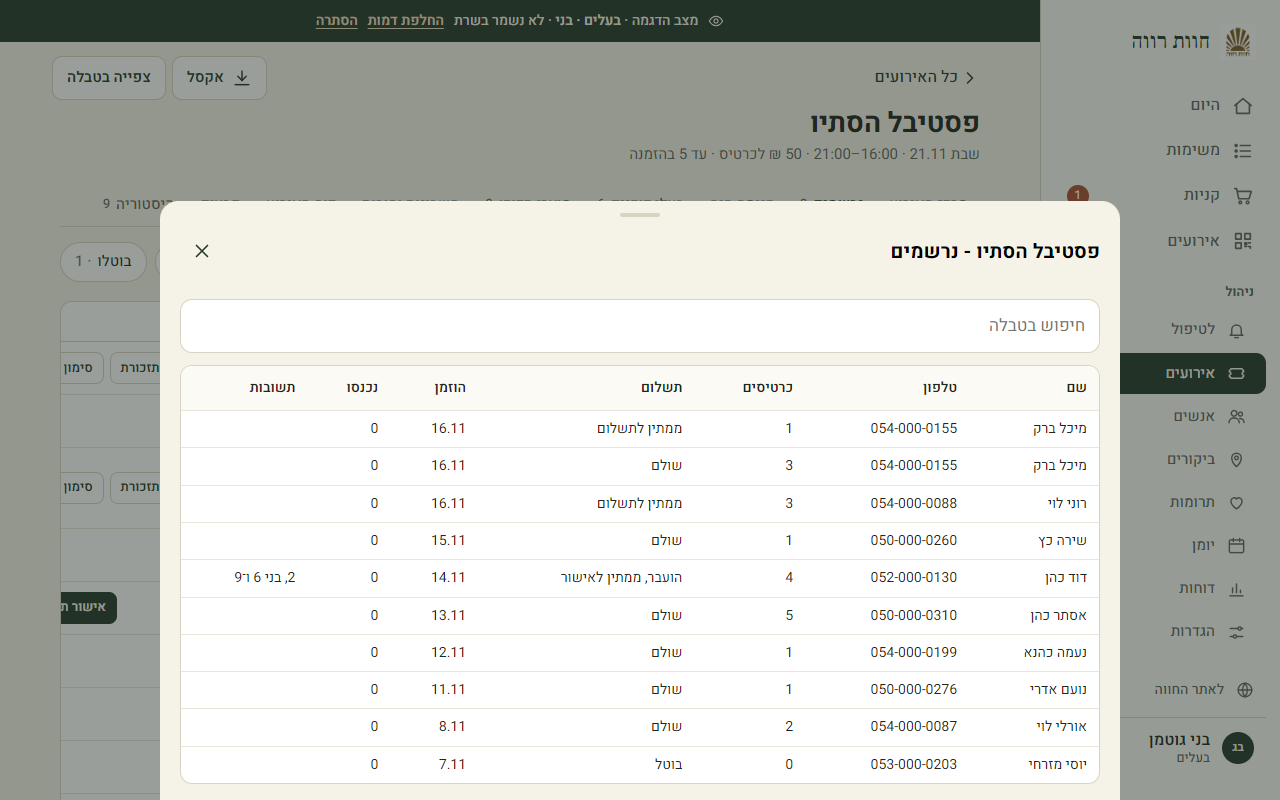 מצב הדגמה · בעלים · בני · לא נשמר בשרת החלפת דמות הסתרה
חוות רווה
היום
משימות
קניות 1
אירועים
ניהול
לטיפול
אירועים
אנשים
ביקורים
תרומות
יומן
דוחות
הגדרות
לאתר החווה
בג בני גוטמן
בעלים
כל האירועים
אקסל
צפייה בטבלה
פסטיבל הסתיו
שבת 21.11 · 16:00–21:00 · 50 ₪ לכרטיס · עד 5 בהזמנה
היסטוריה 9
בוטלו · 1
תזכורת
סימון
תזכורת
סימון
אישור ת
פסטיבל הסתיו - נרשמים
חיפוש בטבלה
שם טלפון כרטיסים תשלום הוזמן נכנסו תשובות
מיכל ברק 054-000-0155 1 ממתין לתשלום 16.11 0
מיכל ברק 054-000-0155 3 שולם 16.11 0
רוני לוי 054-000-0088 3 ממתין לתשלום 16.11 0
שירה כץ 050-000-0260 1 שולם 15.11 0
דוד כהן 052-000-0130 4 הועבר, ממתין לאישור 14.11 0 2, בני 6 ו־9
אסתר כהן 050-000-0310 5 שולם 13.11 0
נעמה כהנא 054-000-0199 1 שולם 12.11 0
נועם אדרי 050-000-0276 1 שולם 11.11 0
אורלי לוי 054-000-0087 2 שולם 8.11 0
יוסי מזרחי 053-000-0203 0 בוטל 7.11 0